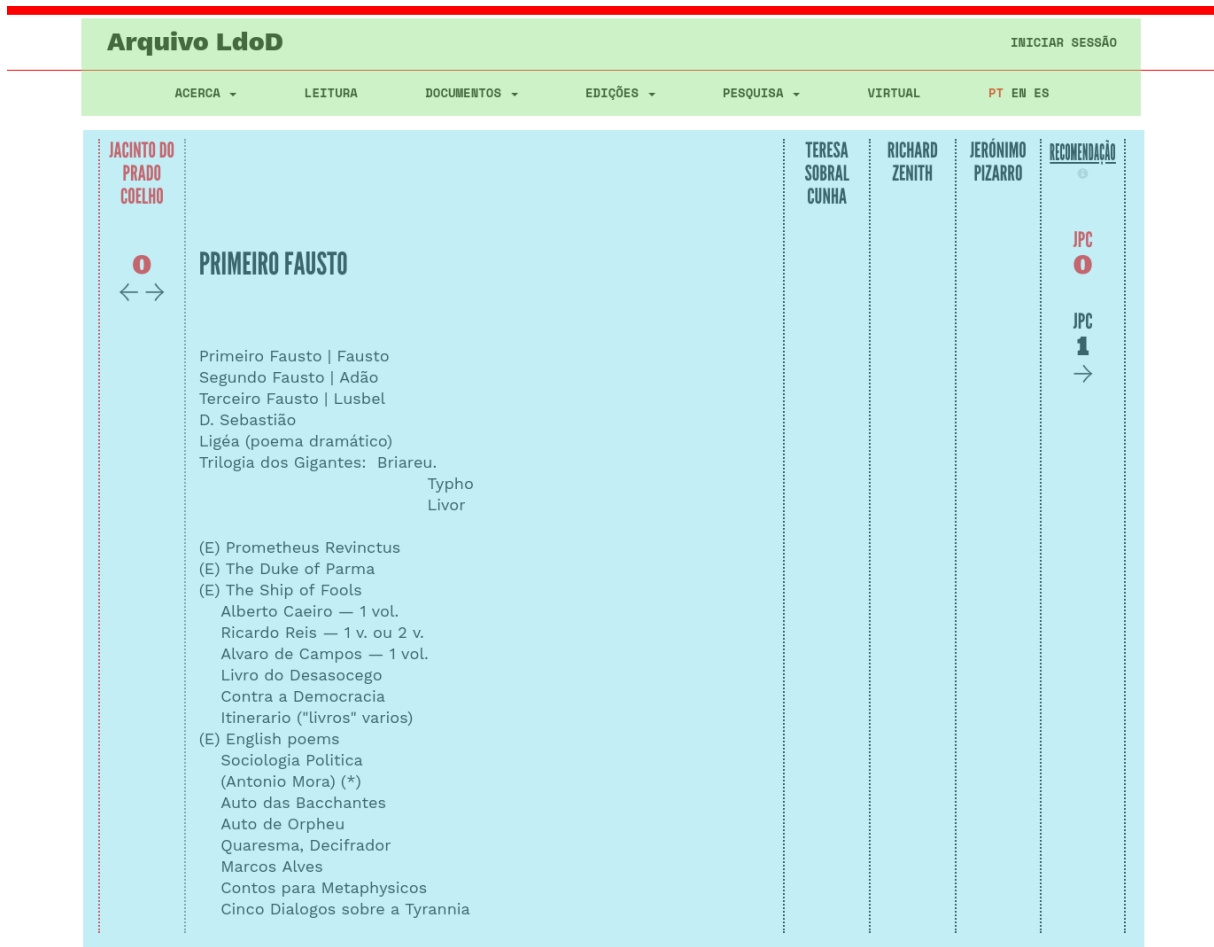 Arquivo LdoD
INICIAR SESSÃO
ACERCA
LEITURA
DOCUMENTOS
EDIÇÕES
PESQUISA
VIRTUAL
PT EN ES
JACINTO DO
PRADO
COELHO
0
PRIMEIRO FAUSTO
Primeiro Fausto | Fausto
Segundo Fausto | Adão
Terceiro Fausto | Lusbel
D. Sebastião
Ligéa (poema dramático)
Trilogia dos Gigantes: Briareu.
Typho
Livor
(E) Prometheus Revinctus
(E) The Duke of Parma
(E) The Ship of Fools
Alberto Caeiro — 1 vol.
Ricardo Reis — 1 v. ou 2 v.
Alvaro de Campos — 1 vol.
Livro do Desasocego
Contra a Democracia
Itinerario ("livros" varios)
(E) English poems
Sociologia Politica
(Antonio Mora) (*)
Auto das Bacchantes
Auto de Orpheu
Quaresma, Decifrador
Marcos Alves
Contos para Metaphysicos
Cinco Dialogos sobre a Tyrannia
TERESA
SOBRAL
CUNHA
RICHARD
ZENITH
JERÓNIMO
PIZARRO
RECOMENDAÇÃO
JPC
0
JPC
1